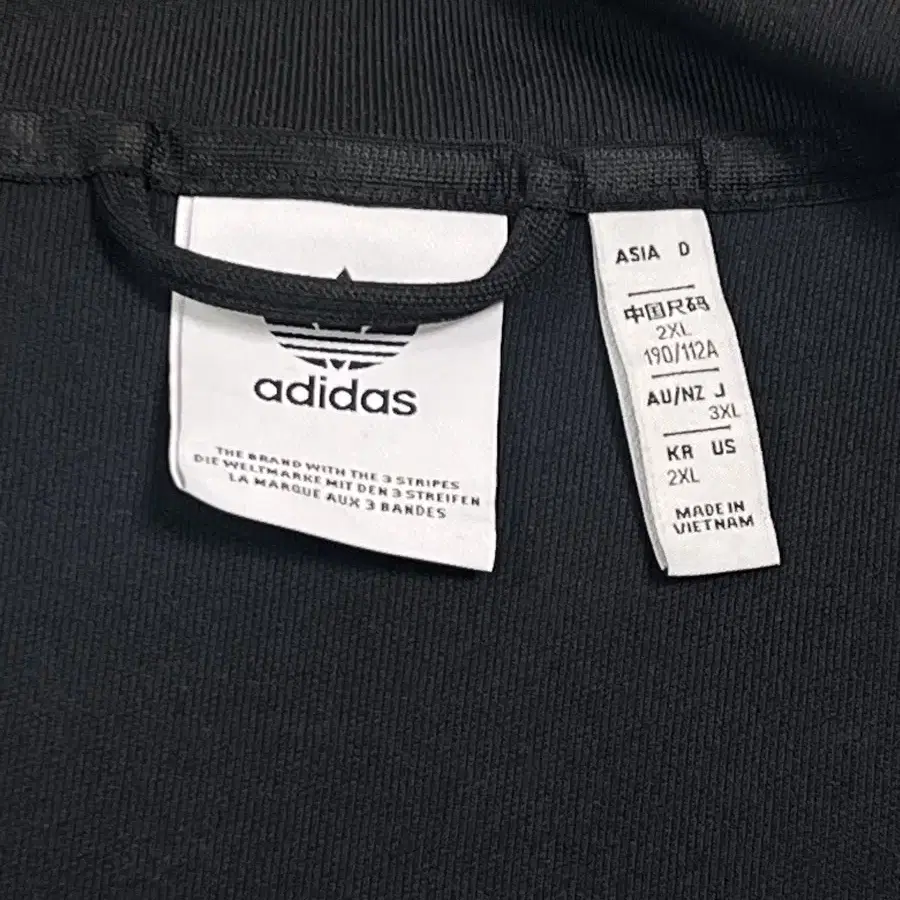 adidas
THE BRAND WITH THE 3 STRIPES
DIE WELTMARKE MIT DEN 3 STREIFEN
LA MARQUE AUX 3 BANDES
ASIA D
中国尺码
2XL
190/112A
AU/NZ J
3XL
KR US
2XL
MADE IN
VIETNAM